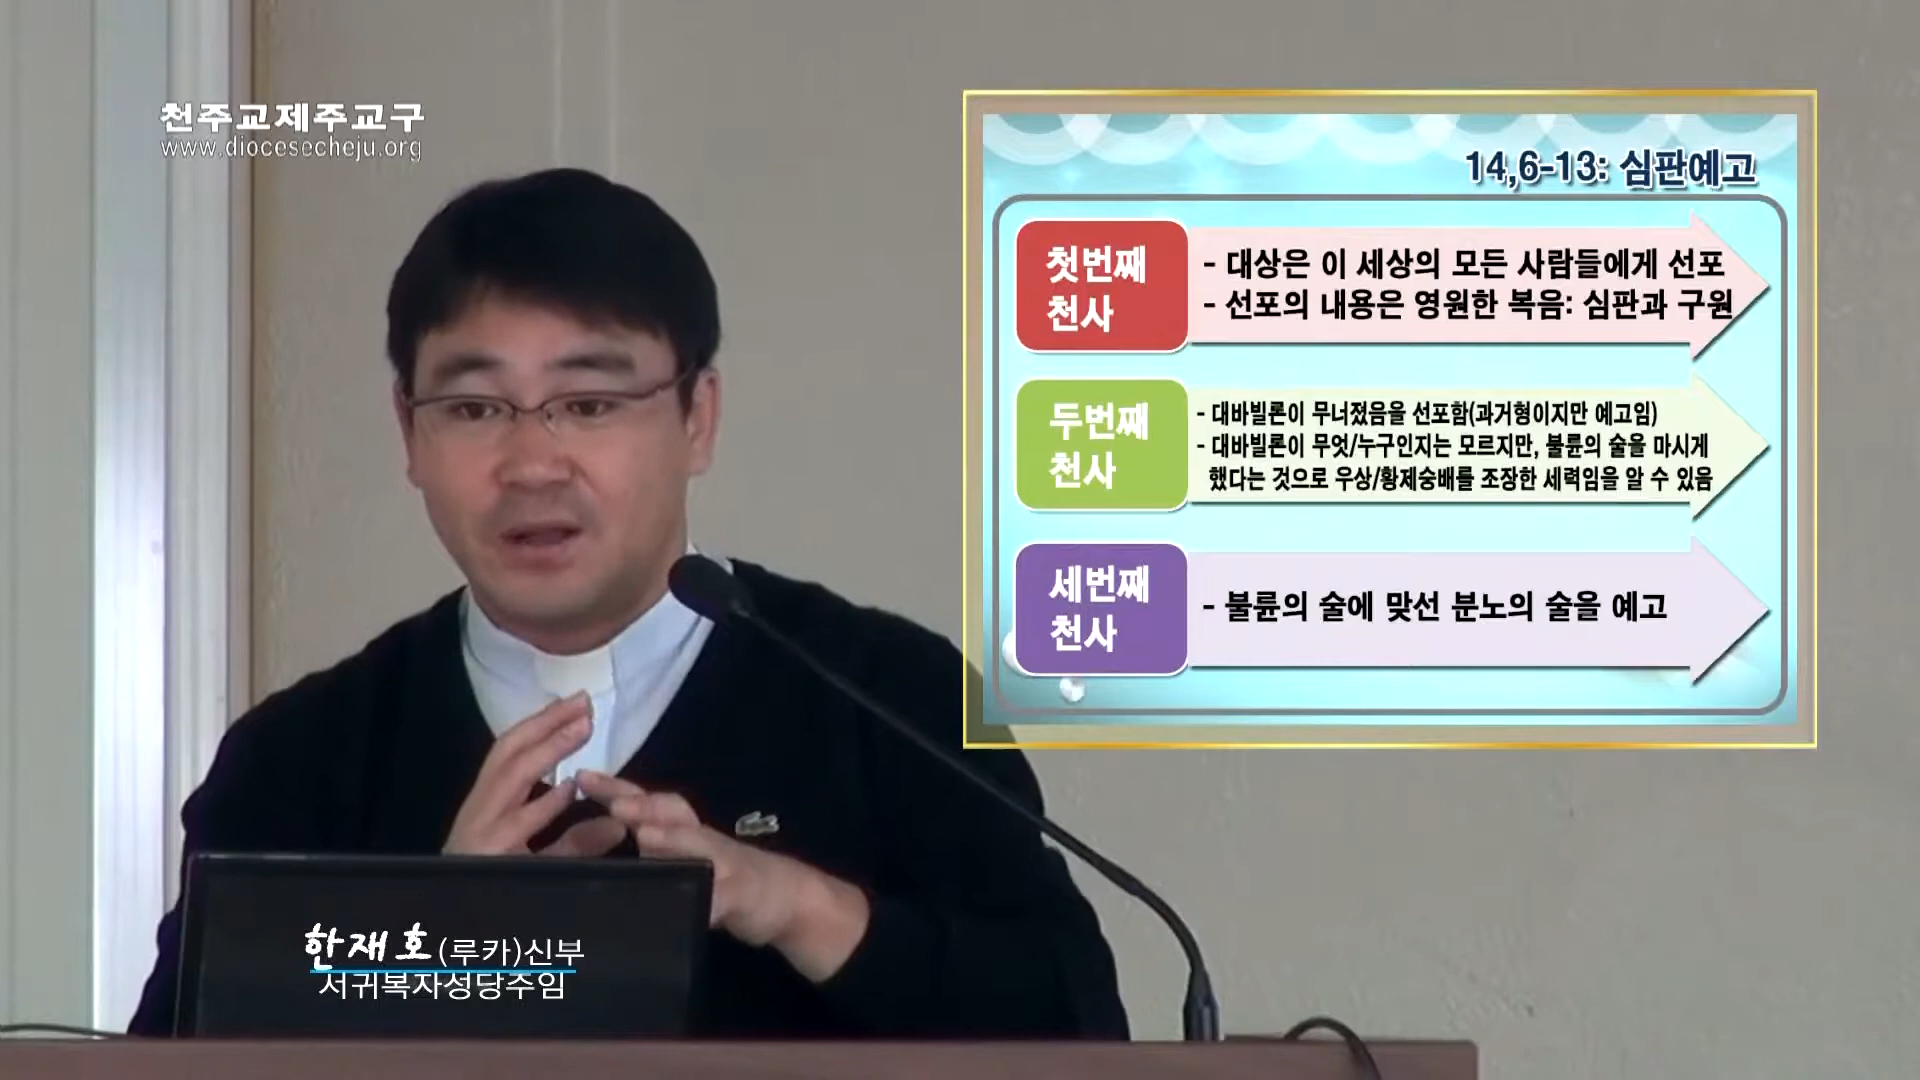 천주교제주교구
www.diocesecheju.org
14,6-13: 심판예고
첫번째
천사
- 대상은 이 세상의 모든 사람들에게 선포
- 선포의 내용은 영원한 복음: 심판과 구원
두번째
천사
- 대바빌론이 무너졌음을 선포함(과거형이지만 예고임)
- 대바빌론이 무엇/누구인지는 모르지만, 불륜의 술을 마시게
했다는 것으로 우상/황제숭배를 조장한 세력임을 알 수 있음
세번째
천사
- 불륜의 술에 맞선 분노의 술을 예고
한재호(루카)신부
서귀복자성당주임